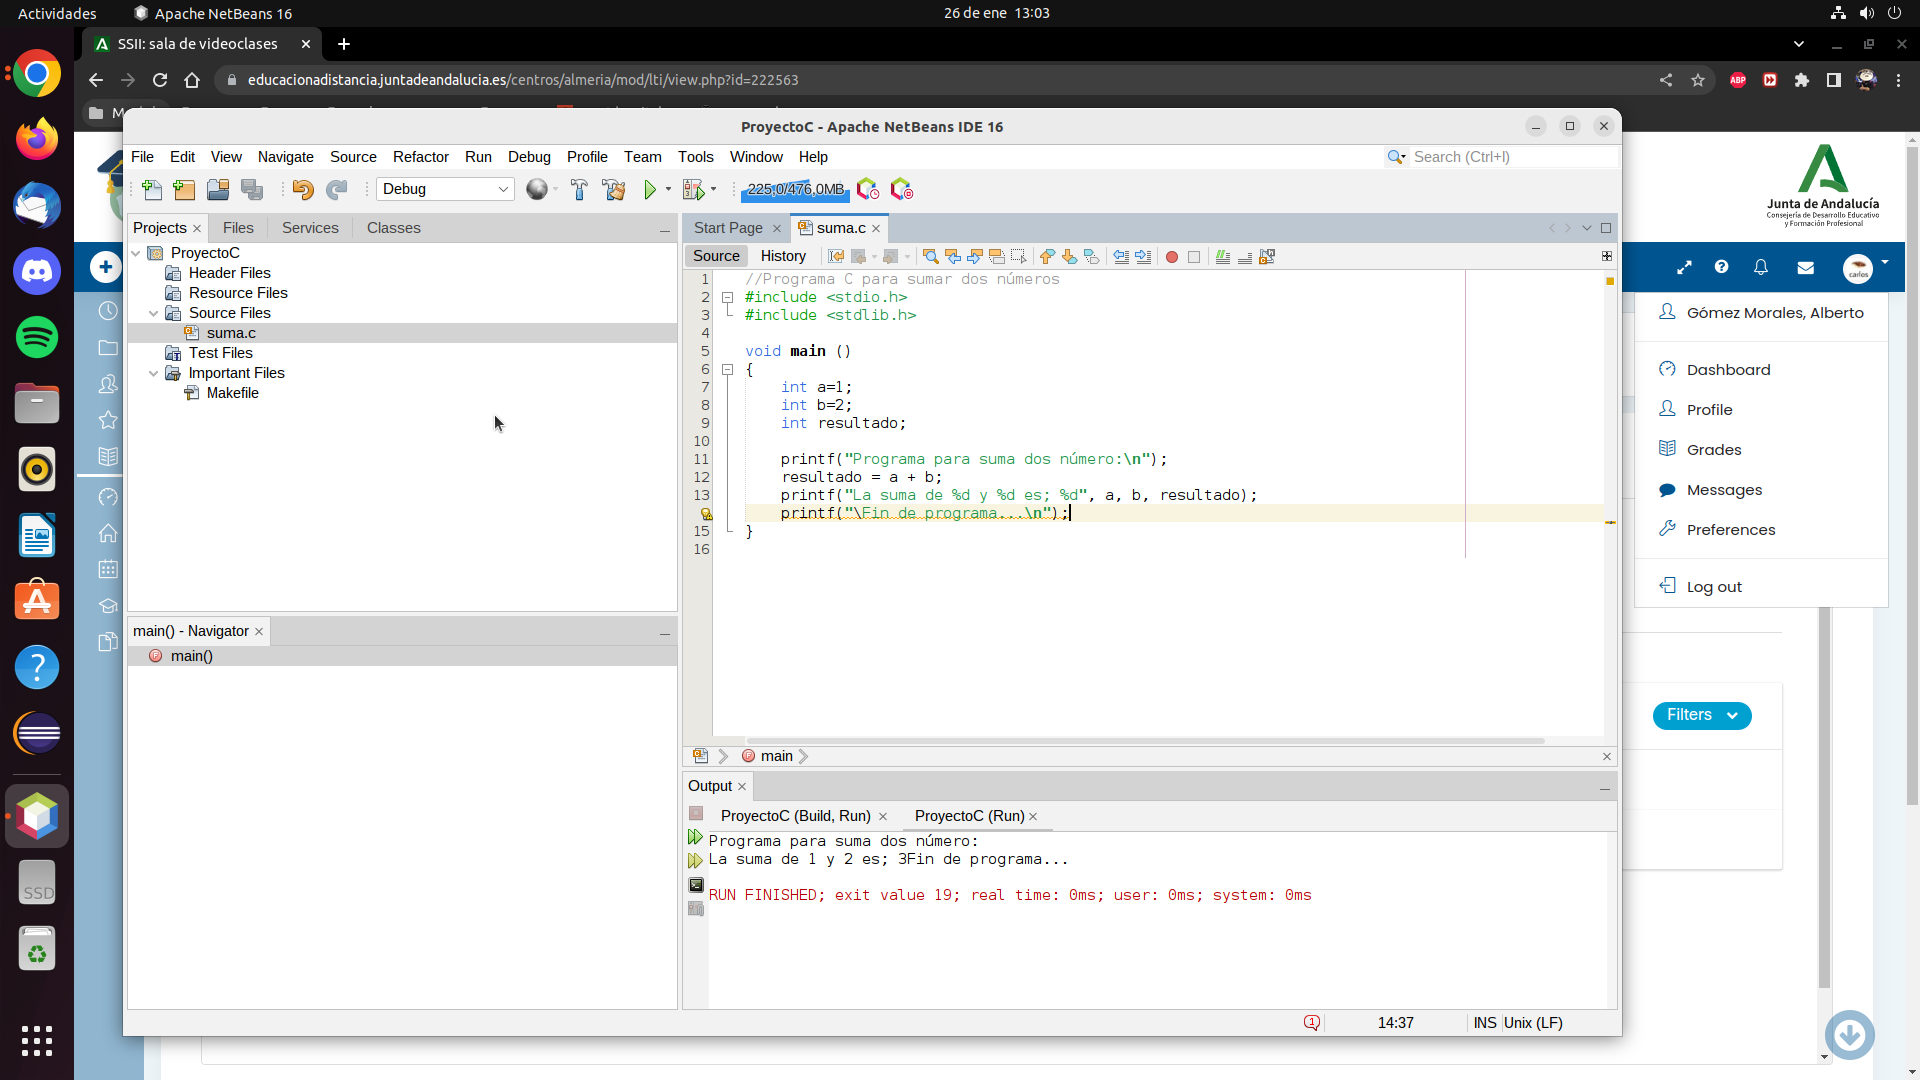 Actividades
Apache NetBeans 16
26 de ene 13:03
SSII: sala de videoclases
educacionadistancia.juntadeandalucia.es/centros/almeria/mod/lti/view.php?id=222563
ABP
ProyectoC - Apache NetBeans IDE 16
File Edit View Navigate Source Refactor Run Debug Profile Team Tools Window Help
Search (Ctrl+I)
Debug
225,0/476,0MB
Projects
Files
Services
Classes
ProyectoC
Header Files
Resource Files
Source Files
suma.c
Test Files
Important Files
Makefile
main() - Navigator
main()
Start Page
suma.c
Source
History
1 //Programa C para sumar dos números
2 #include <stdio.h>
3 #include <stdlib.h>
4
5 void main ()
6 {
7 int a=1;
8 int b=2;
9 int resultado;
10
11 printf("Programa para suma dos número:\n");
12 resultado = a + b;
13 printf("La suma de %d y %d es; %d", a, b, resultado);
printf("\Fin de programa...\n");
15 }
16
main
Output
ProyectoC (Build, Run)
ProyectoC (Run)
Programa para suma dos número:
La suma de 1 y 2 es; 3Fin de programa...
RUN FINISHED; exit value 19; real time: 0ms; user: 0ms; system: 0ms
1
14:37
INS
Unix (LF)
Junta de Andalucía
Consejería de Desarrollo Educativo
y Formación Profesional
carlos
Gómez Morales, Alberto
Dashboard
Profile
Grades
Messages
Preferences
Log out
Filters
SSD